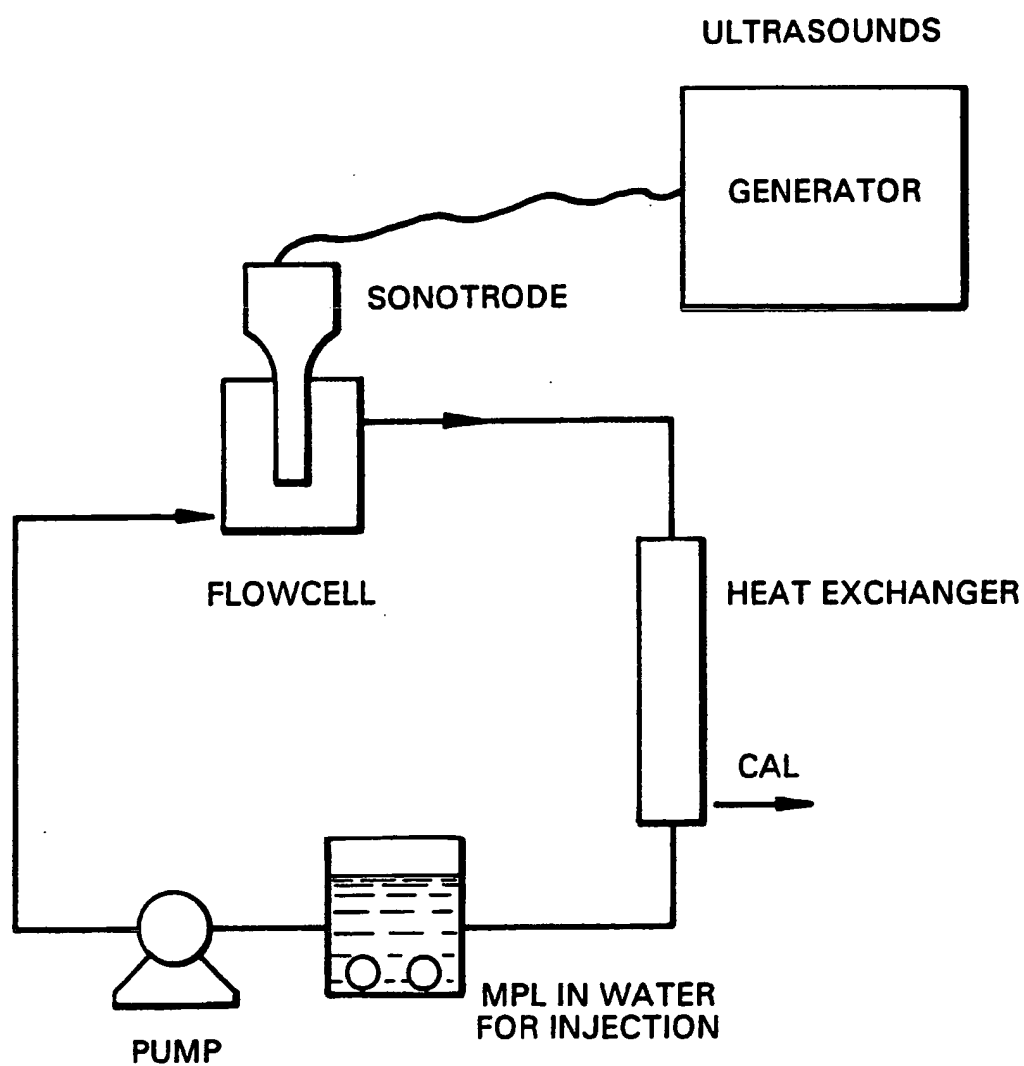 ULTRASOUNDS
GENERATOR
SONOTRODE
FLOWCELL
HEAT EXCHANGER
CAL
MPL IN WATER
FOR INJECTION
PUMP